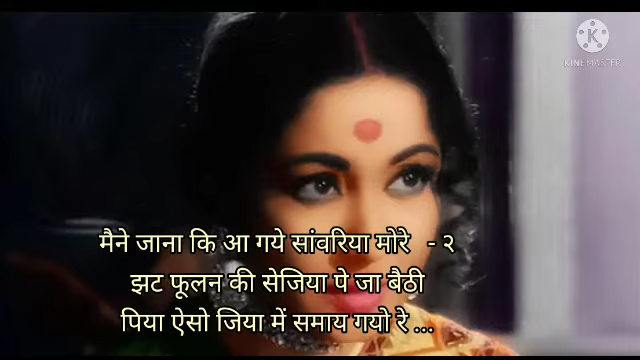 KINEMASTER
मैने जाना कि आ गये सांवरिया मोरे - २
झट फूलन की सेजिया पे जा बैठी
पिया ऐसो जिया में समाय गयो रे ...